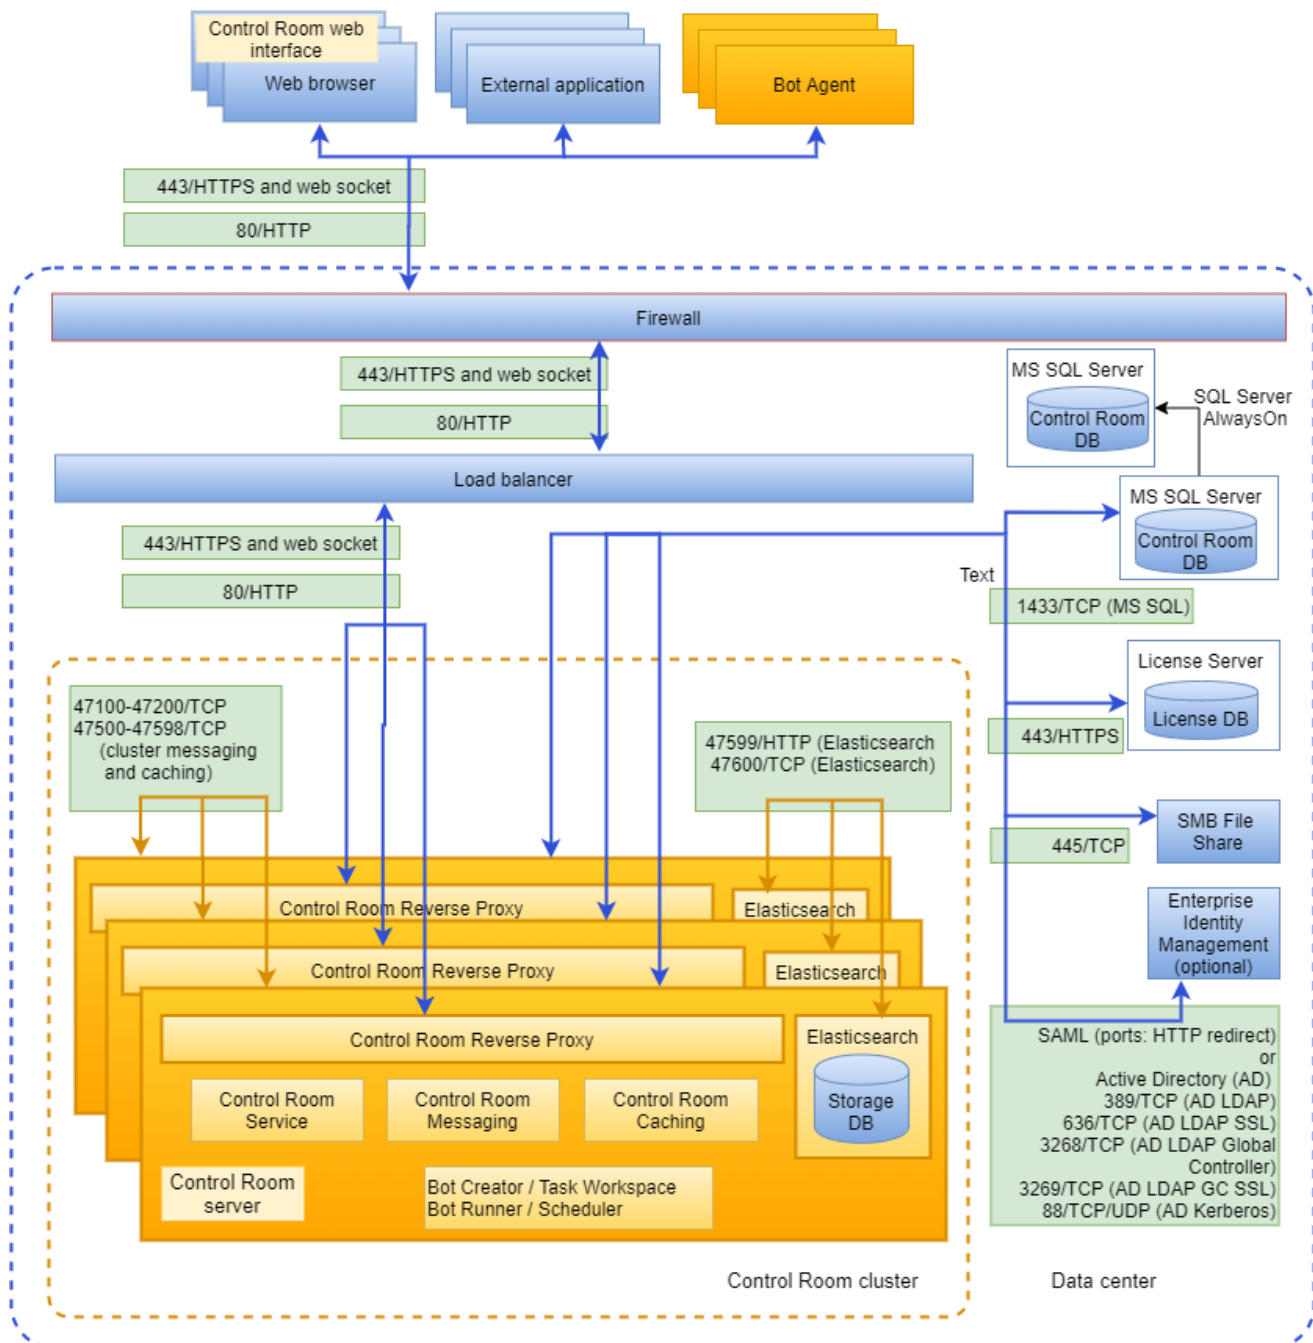 Control Room web
interface
Web browser
External application
Bot Agent
443/HTTPS and web socket
80/HTTP
Firewall
443/HTTPS and web socket
80/HTTP
MS SQL Server
Control Room
DB
SQL Server
AlwaysOn
Load balancer
MS SQL Server
Control Room
DB
443/HTTPS and web socket
80/HTTP
Text
1433/TCP (MS SQL)
License Server
License DB
443/HTTPS
47100-47200/TCP
47500-47598/TCP
(cluster messaging
and caching)
47599/HTTP (Elasticsearch
47600/TCP (Elasticsearch)
SMB File
Share
445/TCP
Control Room Reverse Proxy
Elasticsearch
Enterprise
Identity
Management
(optional)
Control Room Reverse Proxy
Elasticsearch
Control Room Reverse Proxy
Elasticsearch
Storage
DB
Control Room
Service
Control Room
Messaging
Control Room
Caching
Control Room
server
Bot Creator / Task Workspace
Bot Runner / Scheduler
SAML (ports: HTTP redirect)
or
Active Directory (AD)
389/TCP (AD LDAP)
636/TCP (AD LDAP SSL)
3268/TCP (AD LDAP Global
Controller)
3269/TCP (AD LDAP GC SSL)
88/TCP/UDP (AD Kerberos)
Control Room cluster
Data center